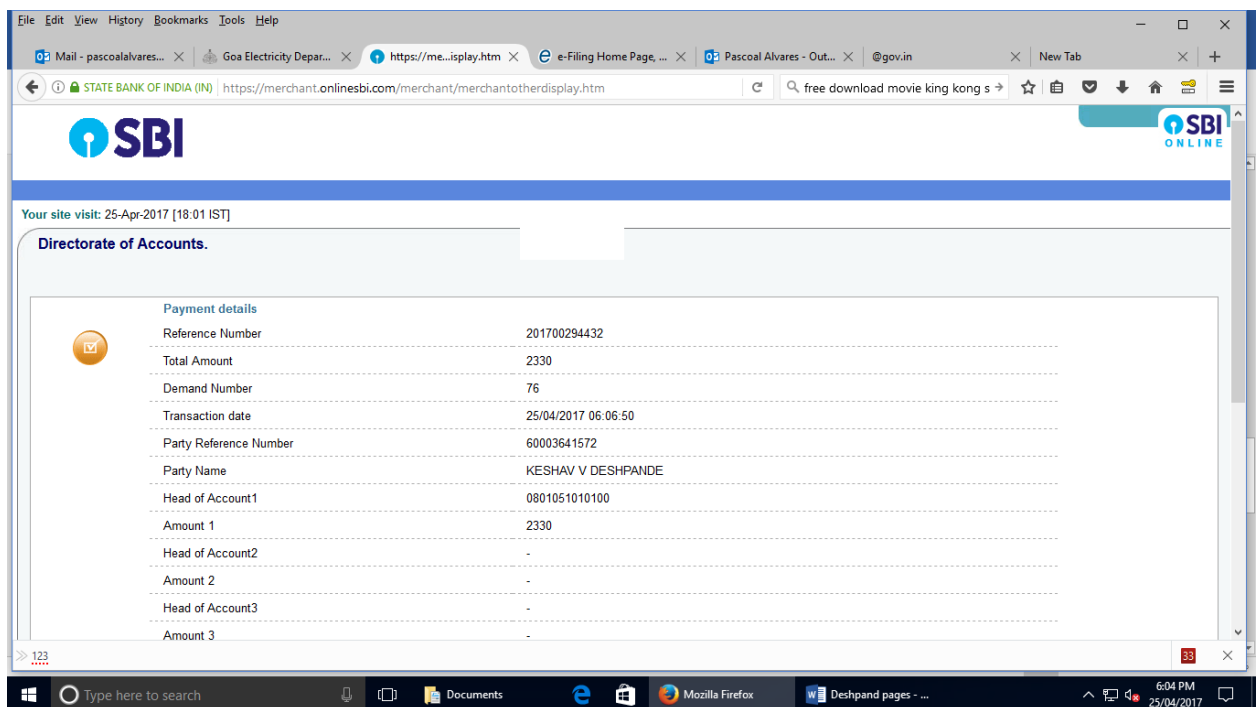 File Edit View History Bookmarks Tools Help
Mail - pascoalalvares... Goa Electricity Depar... https://me...isplay.htm e-Filing Home Page, ... Pascoal Alvares - Out... @gov.in New Tab
STATE BANK OF INDIA (IN) https://merchant.onlinesbi.com/merchant/merchantotherdisplay.htm free download movie king kong s
SBI
SBI
ONLINE
Your site visit: 25-Apr-2017 [18:01 IST]
Directorate of Accounts.
Payment details
Reference Number 201700294432
Total Amount 2330
Demand Number 76
Transaction date 25/04/2017 06:06:50
Party Reference Number 60003641572
Party Name KESHAV V DESHPANDE
Head of Account1 0801051010100
Amount 1 2330
Head of Account2 -
Amount 2 -
Head of Account3 -
Amount 3 -
123 33
Type here to search Documents Mozilla Firefox Deshpand pages - ... 6:04 PM
25/04/2017